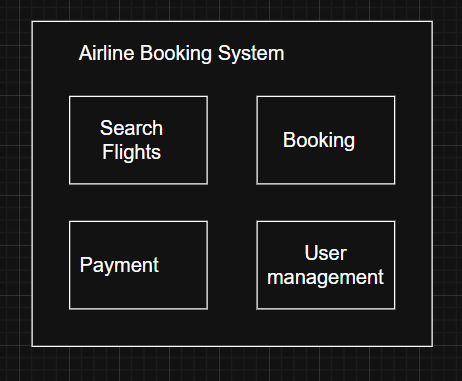 Airline Booking System
Search
Flights
Booking
Payment
User
management